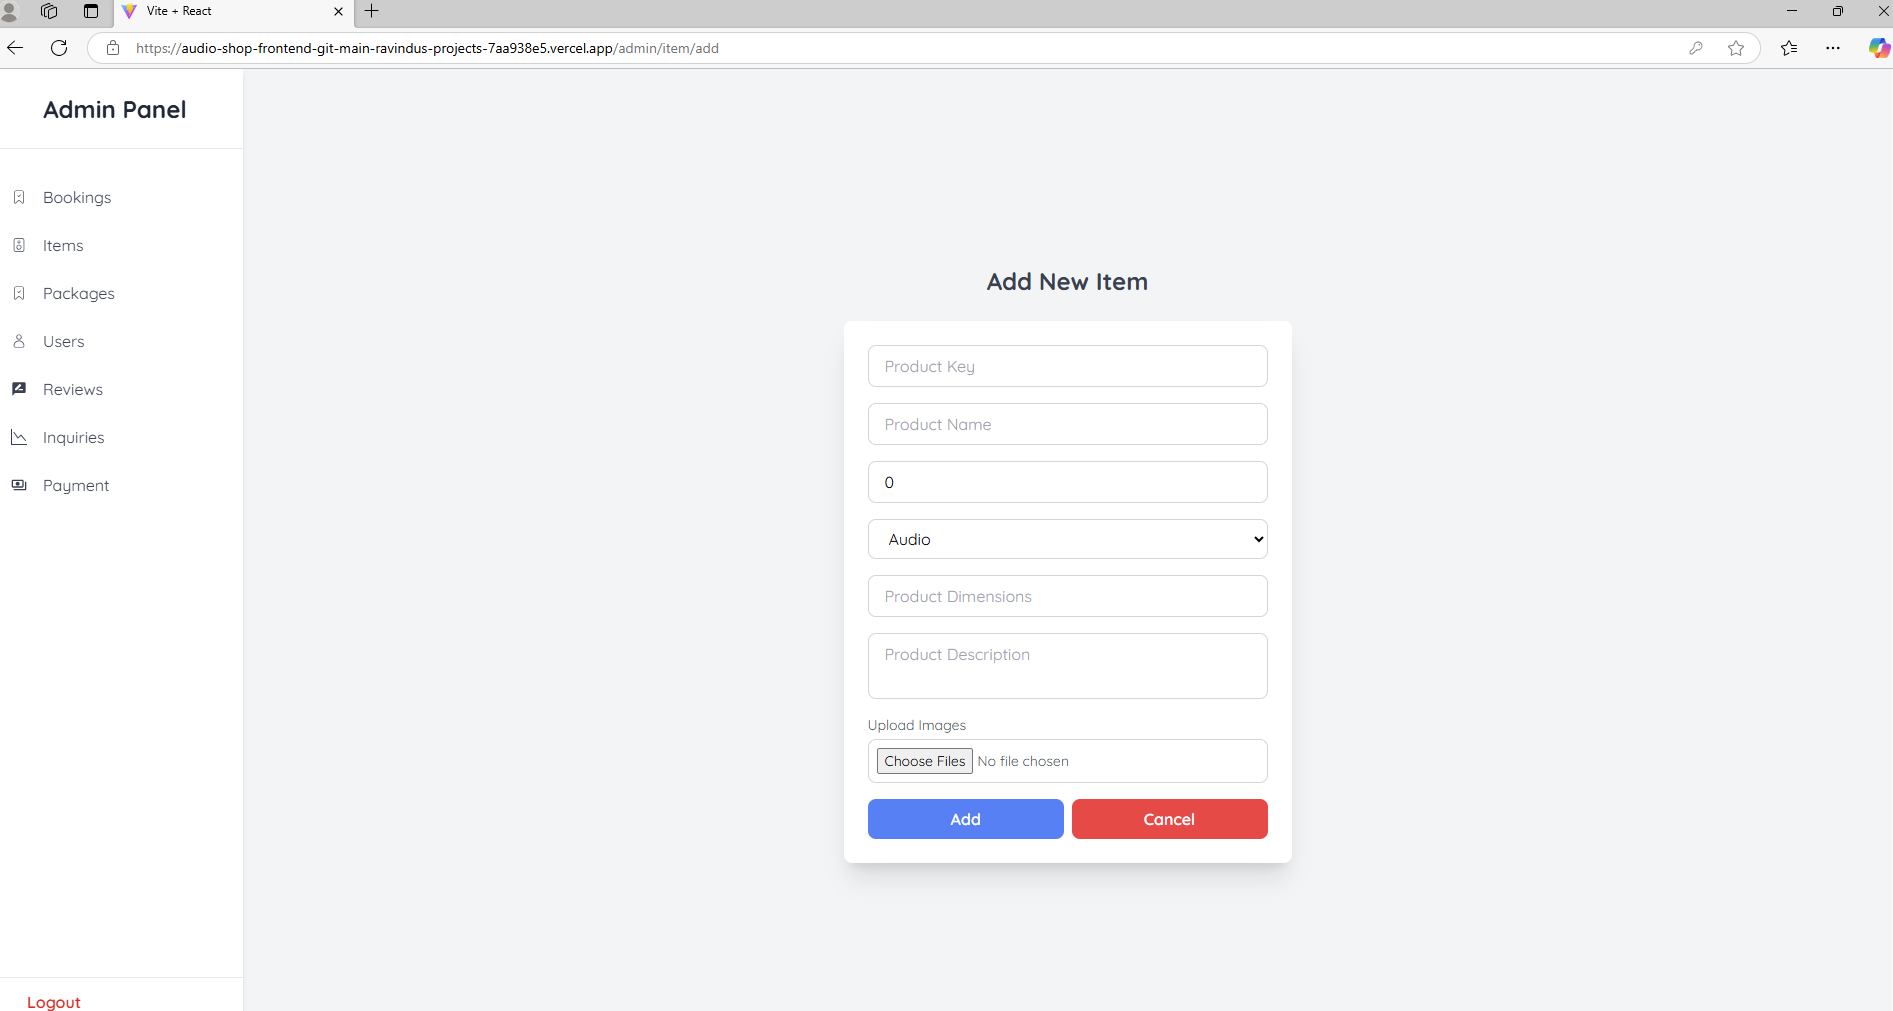 Vite + React
https://audio-shop-frontend-git-main-ravindus-projects-7aa938e5.vercel.app/admin/item/add
Admin Panel
Bookings
Items
Packages
Users
Reviews
Inquiries
Payment
Logout
Add New Item
Product Key
Product Name
0
Audio
Product Dimensions
Product Description
Upload Images
Choose Files No file chosen
Add Cancel